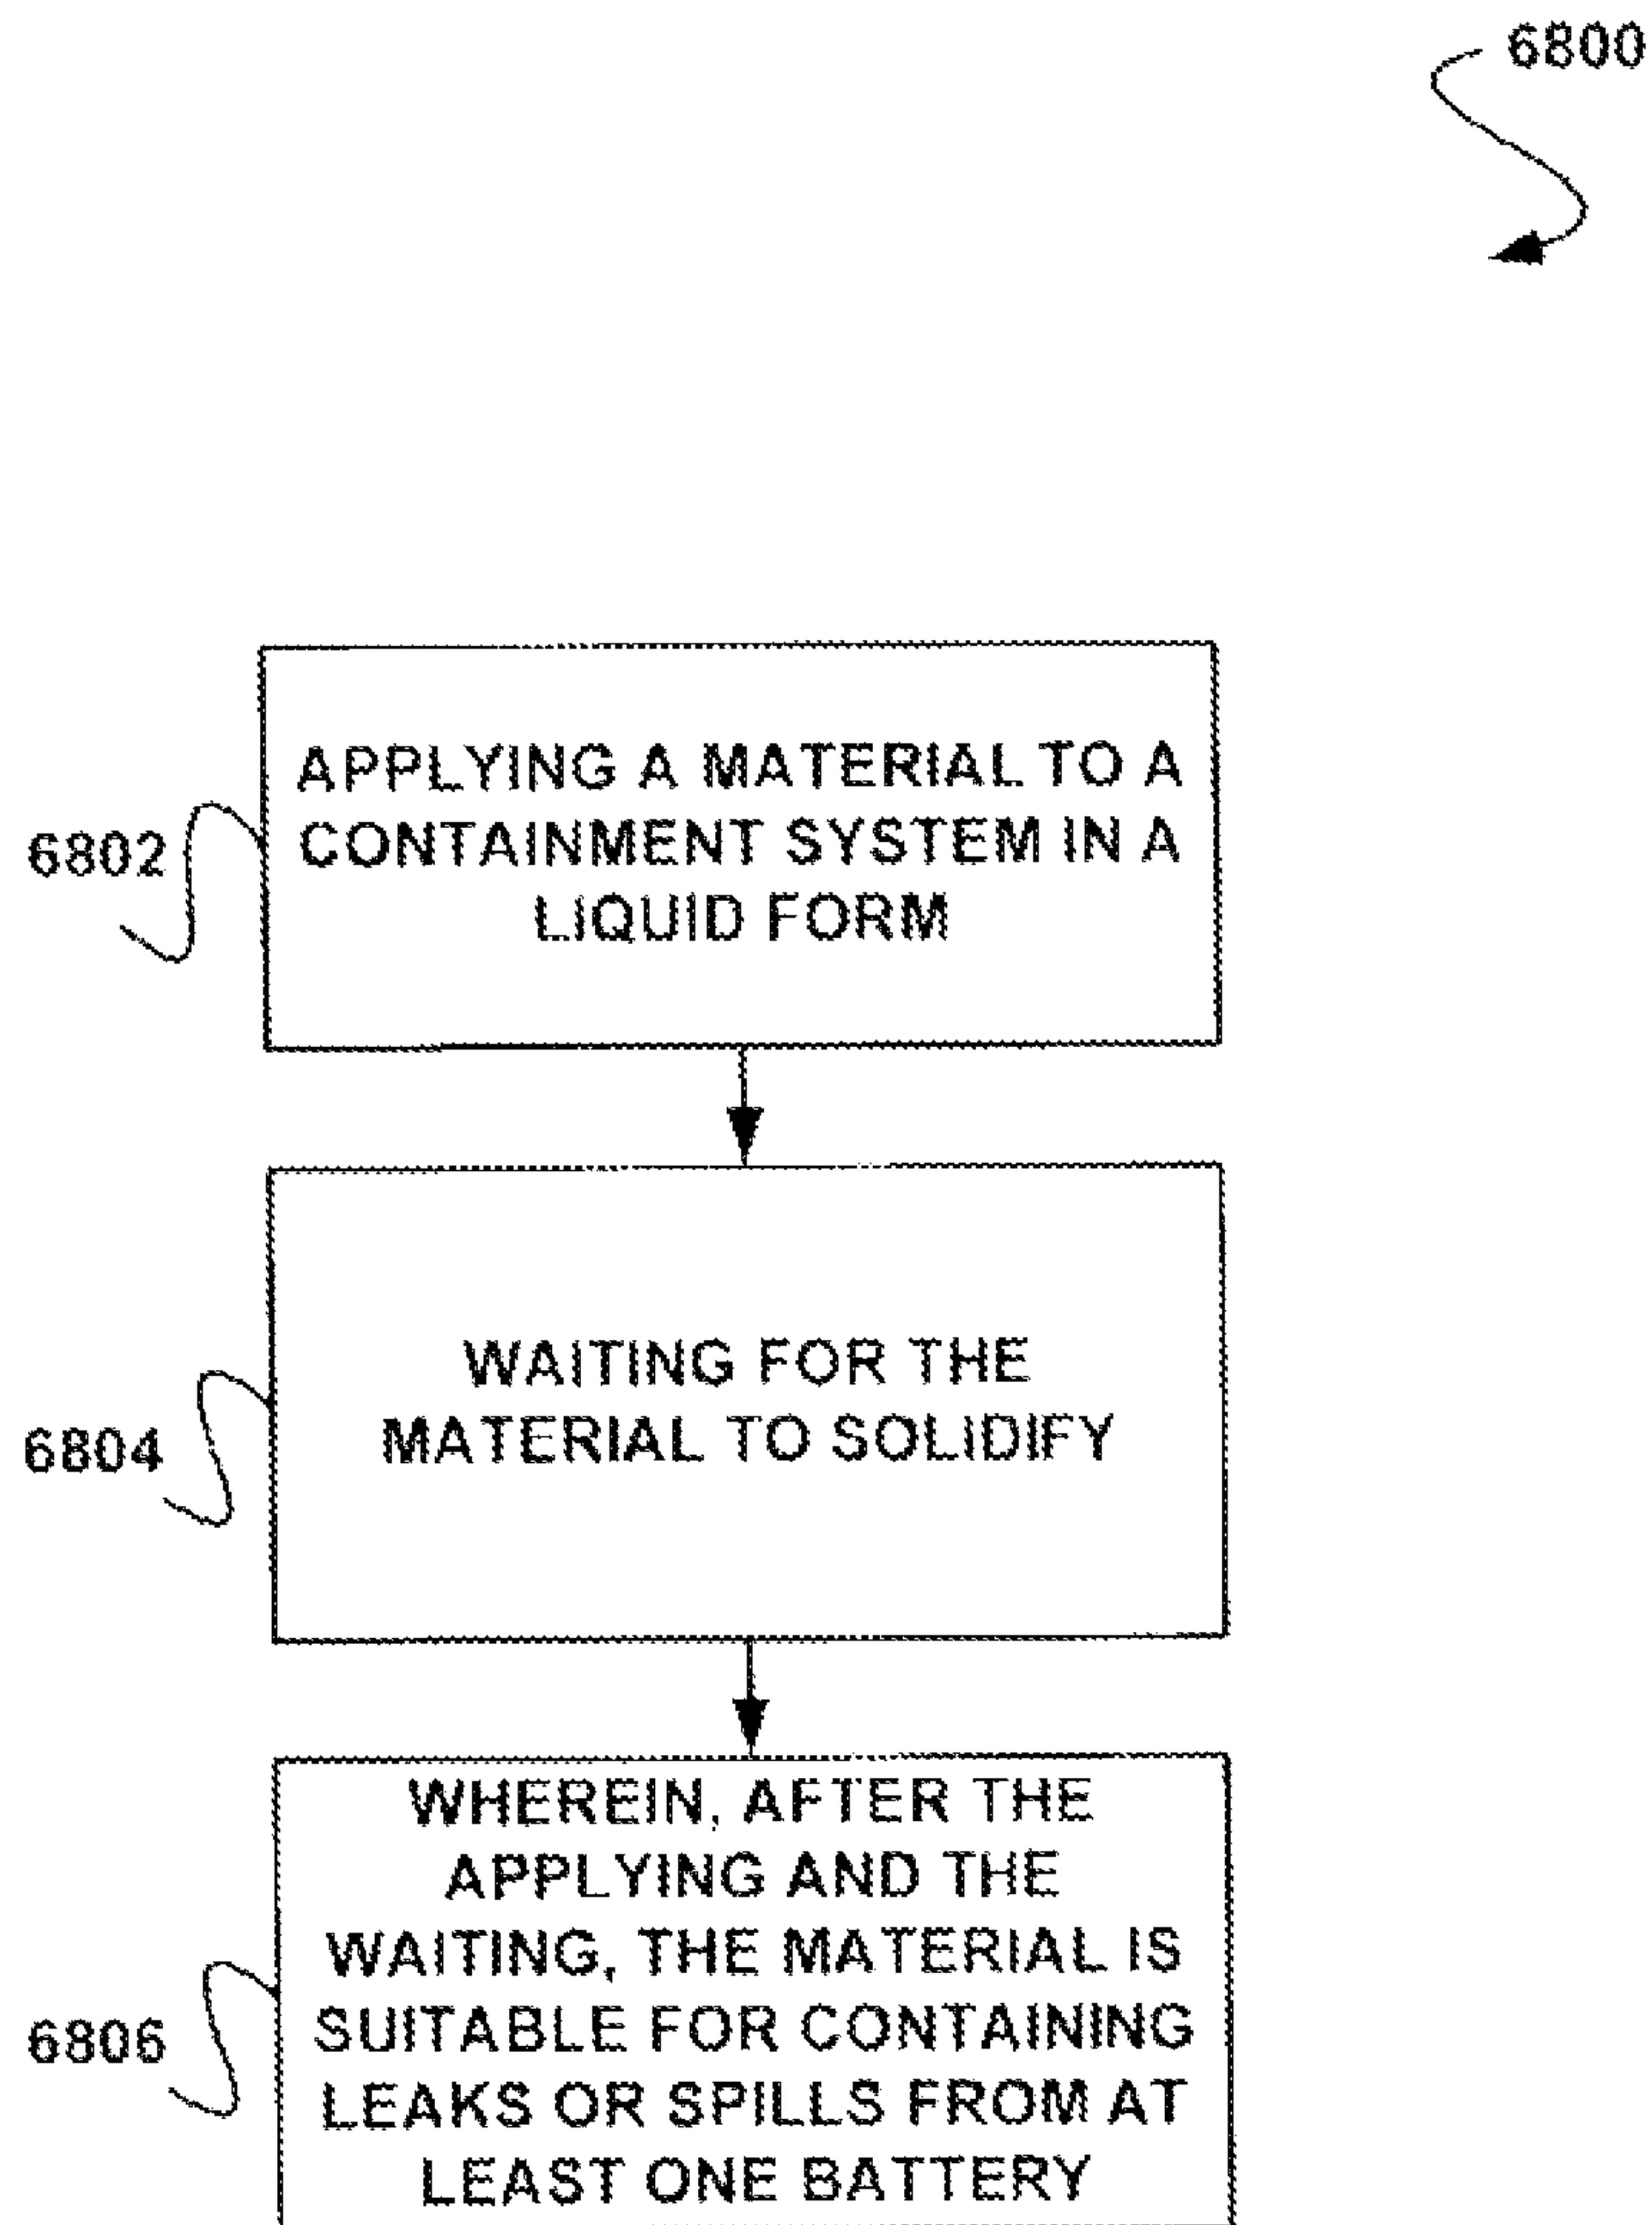 6800
APPLYING A MATERIAL TO A
CONTAINMENT SYSTEM IN A
LIQUID FORM
6802
WAITING FOR THE
MATERIAL TO SOLIDIFY
6804
WHEREIN, AFTER THE
APPLYING AND THE
WAITING, THE MATERIAL IS
SUITABLE FOR CONTAINING
LEAKS OR SPILLS FROM AT
LEAST ONE BATTERY
6806